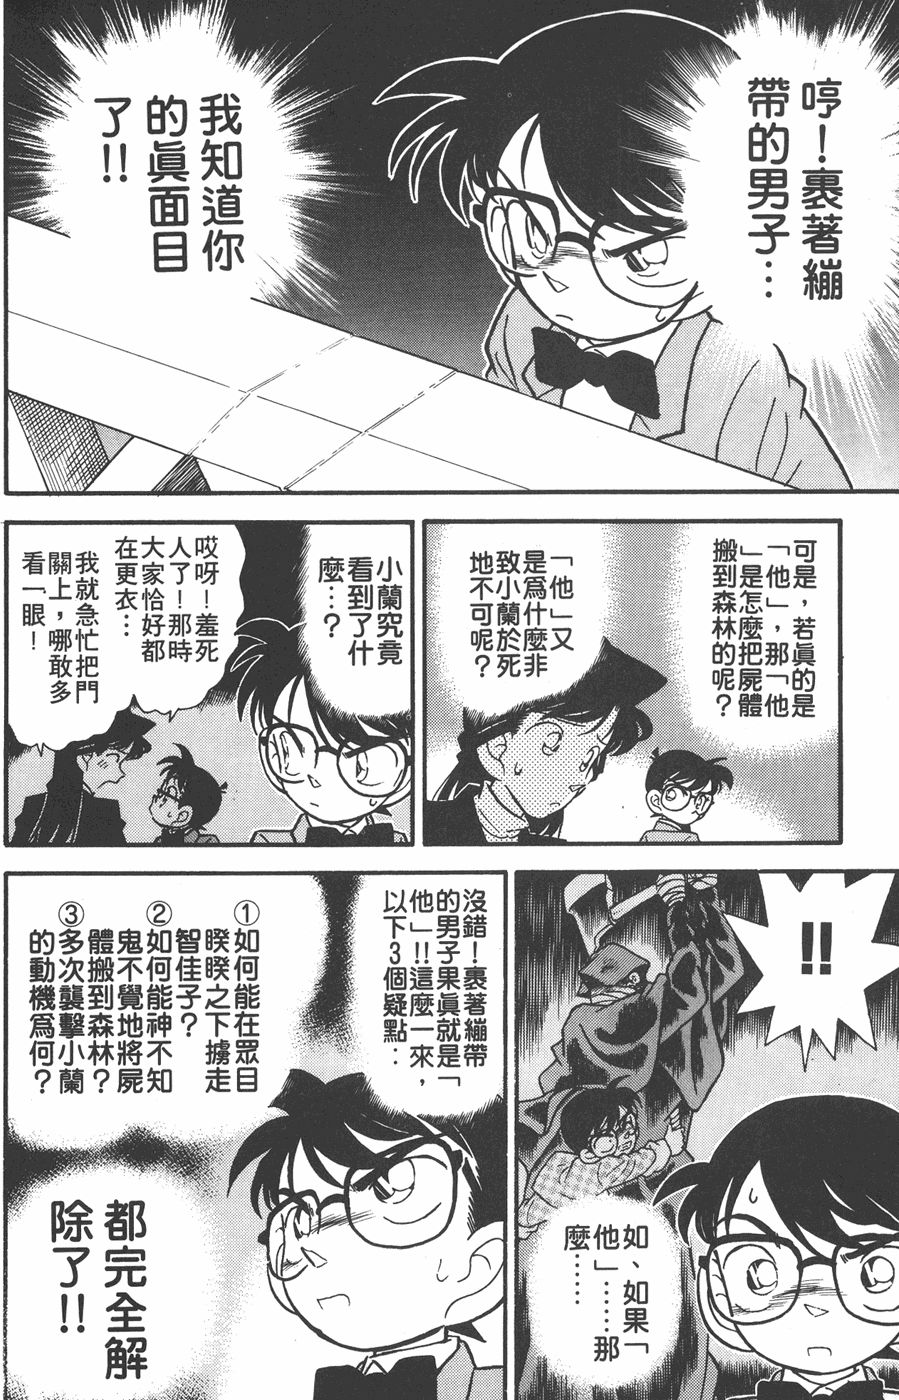 哼！裹著繃
帶的男子…
我知道你
的眞面目
了!!
可是，若眞的是
「他」，那「他
」是怎麼把屍體
搬到森林的呢？
「他」又
是爲什麼非
致小蘭於死
地不可呢？
小蘭究竟
看到了什
麼…？
哎呀！羞死
人了！那時
大家恰好都
在更衣…
我就急忙把門
關上，哪敢多
看一眼！
!!
如、如果「
他」……那
麼……
沒錯！裹著繃帶
的男子果眞就是「
他」!!這麼一來，
以下3個疑點：
①如何能在眾目
睽睽之下擄走
智佳子？
②如何能神不知
鬼不覺地將屍
體搬到森林？
③多次襲擊小蘭
的動機爲何？
都完全解
除了!!